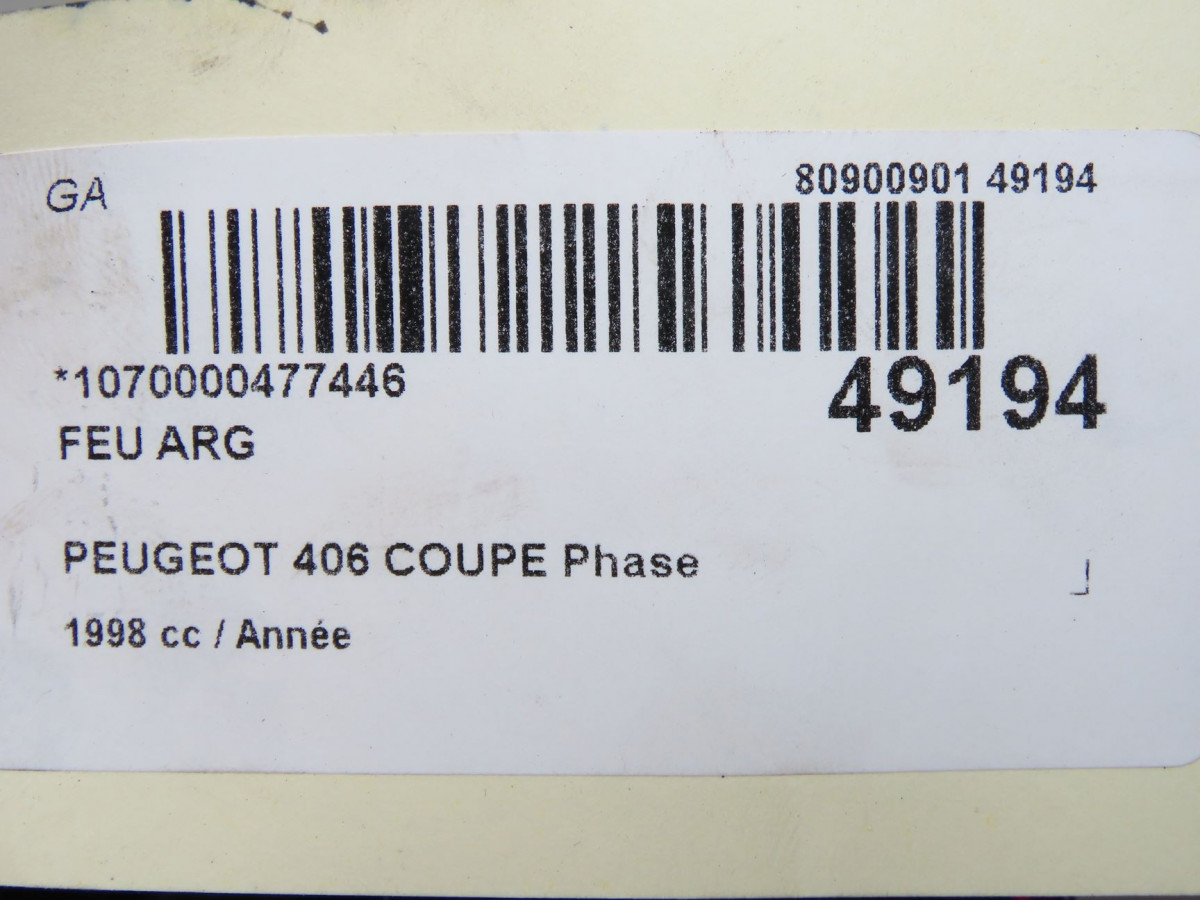 GA
80900901 49194
*1070000477446
49194
FEU ARG
PEUGEOT 406 COUPE Phase
1998 cc / Année